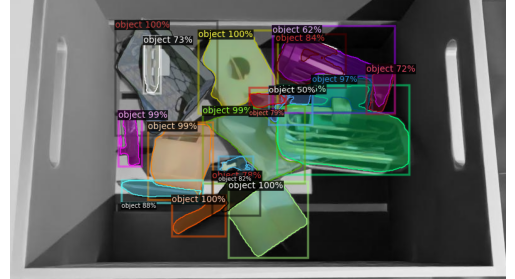 object 100%
object 62%
object 100%
object 84%
object 73%
object 72%
object 97%
object 50%
object 99%
object 79%
object 99%
object 99%
object 82%
object 100%
object 88%
object 100%